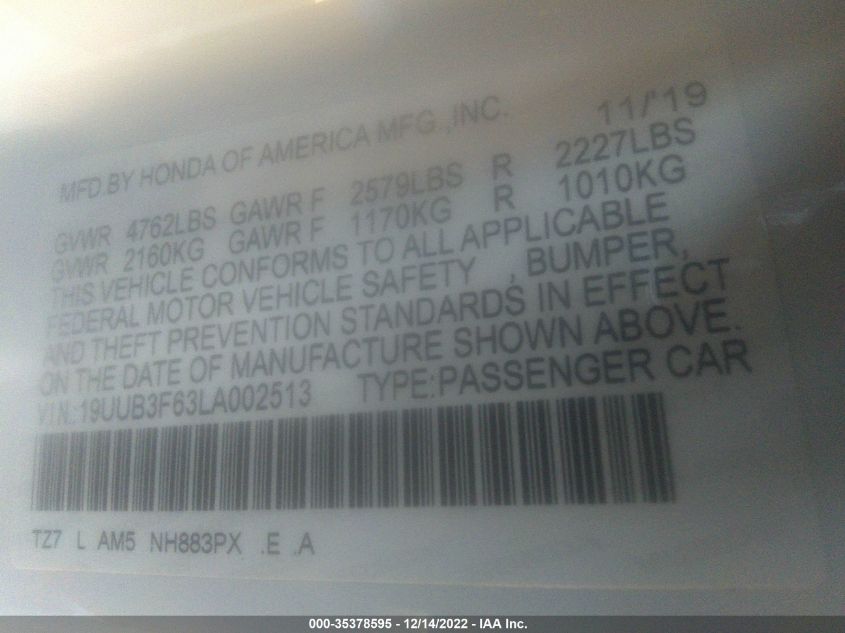 MFD.BY HONDA OF AMERICA MFG.,INC. 11/'19
GVWR 4762LBS GAWR F 2579LBS R 2227LBS
GVWR 2160KG GAWR F 1170KG R 1010KG
THIS VEHICLE CONFORMS TO ALL APPLICABLE
FEDERAL MOTOR VEHICLE SAFETY , BUMPER,
AND THEFT PREVENTION STANDARDS IN EFFECT
ON THE DATE OF MANUFACTURE SHOWN ABOVE.
VIN.:19UUB3F63LA002513 TYPE:PASSENGER CAR
TZ7 L AM5 NH883PX .E .A
000-35378595 - 12/14/2022 - IAA Inc.